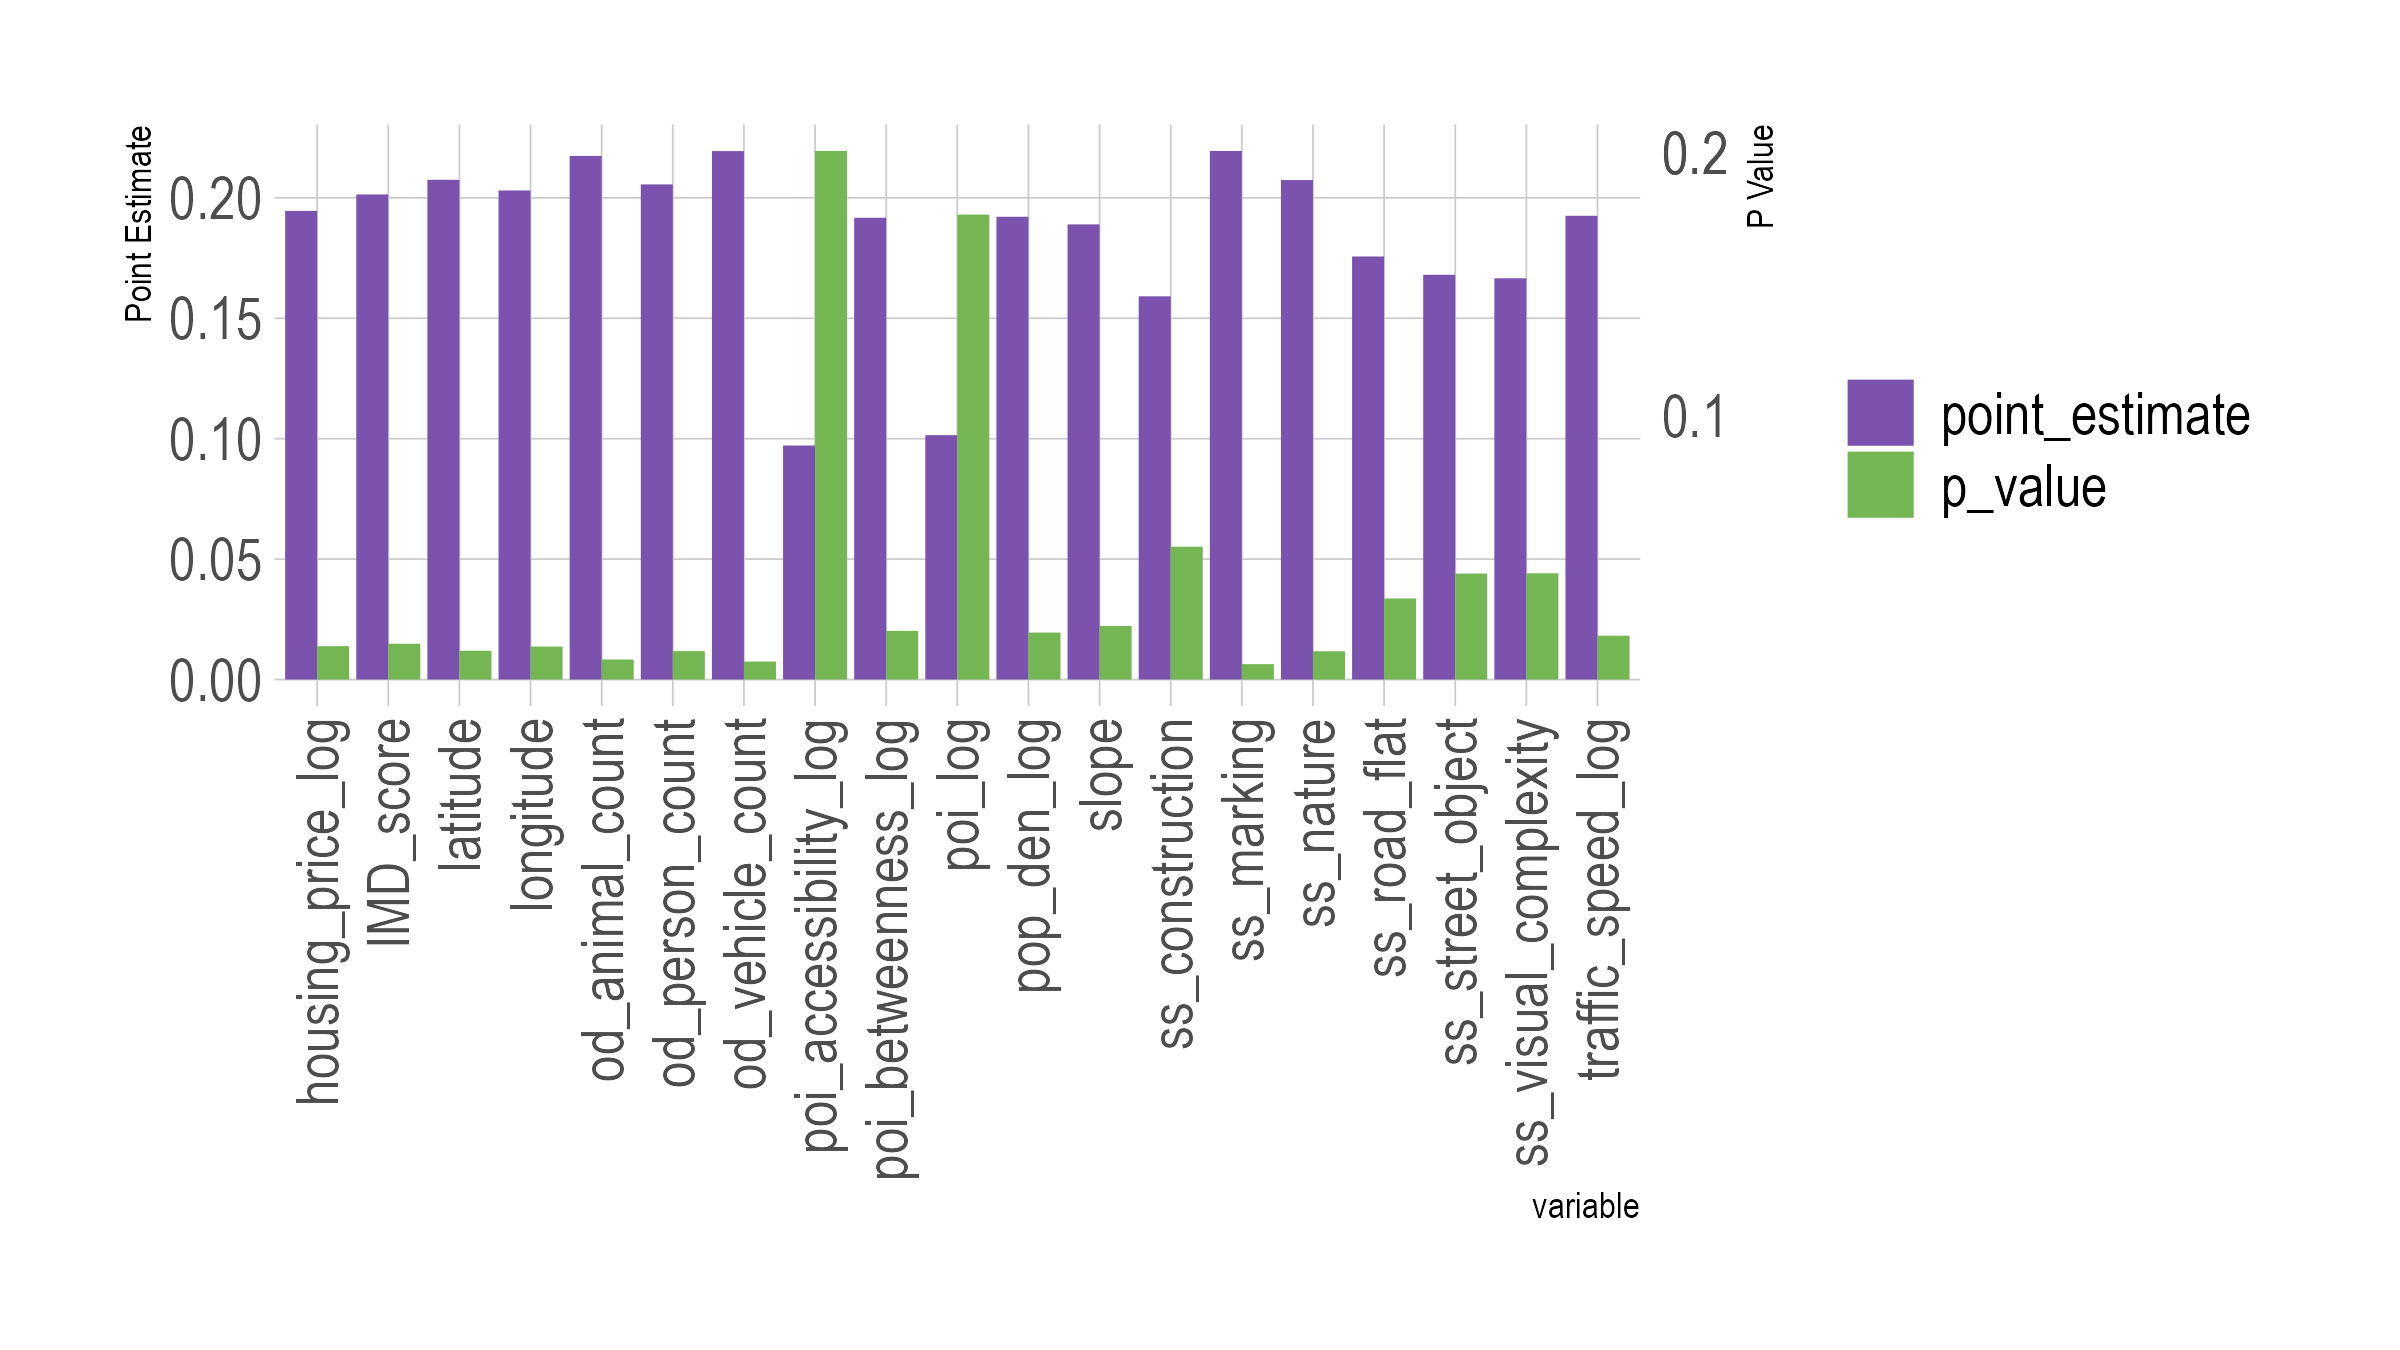 Point Estimate
0.20
0.15
0.10
0.05
0.00
0.2
0.1
P Value
point_estimate
p_value
housing_price_log
IMD_score
latitude
longitude
od_animal_count
od_person_count
od_vehicle_count
poi_accessibility_log
poi_betweenness_log
poi_log
pop_den_log
slope
ss_construction
ss_marking
ss_nature
ss_road_flat
ss_street_object
ss_visual_complexity
traffic_speed_log
variable